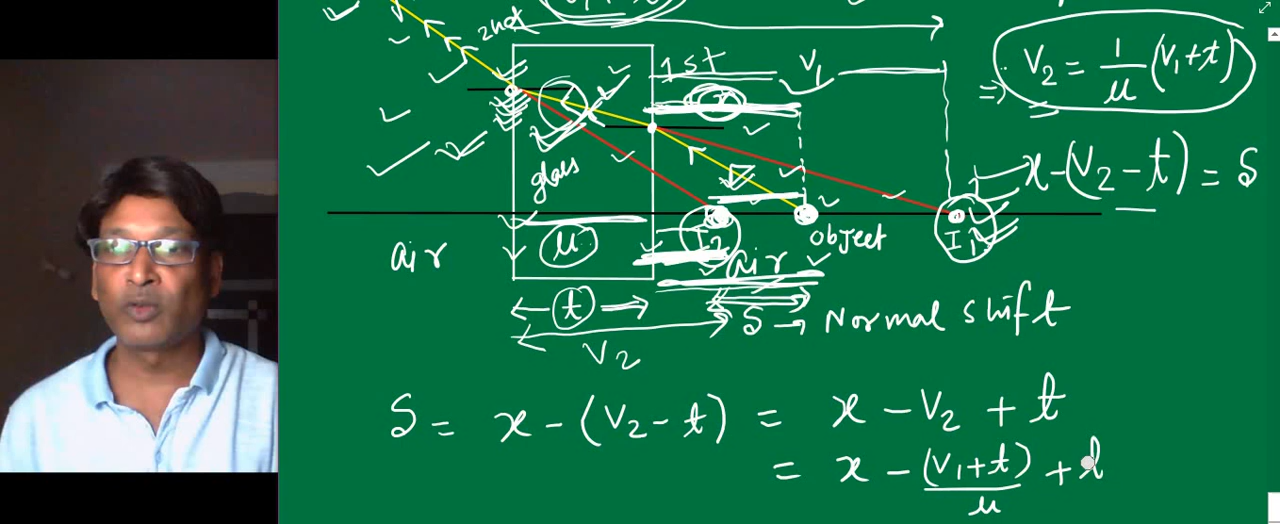 2nd
1st
V₁
V₂ = 1/μ (V₁+t)
=>
x-(V₂-t) = S
glass
air
μ
I₂
air
object
I₁
t
S → Normal shift
V₂
S = x - (V₂ - t) = x - V₂ + t
= x - (V₁+t)/μ + t